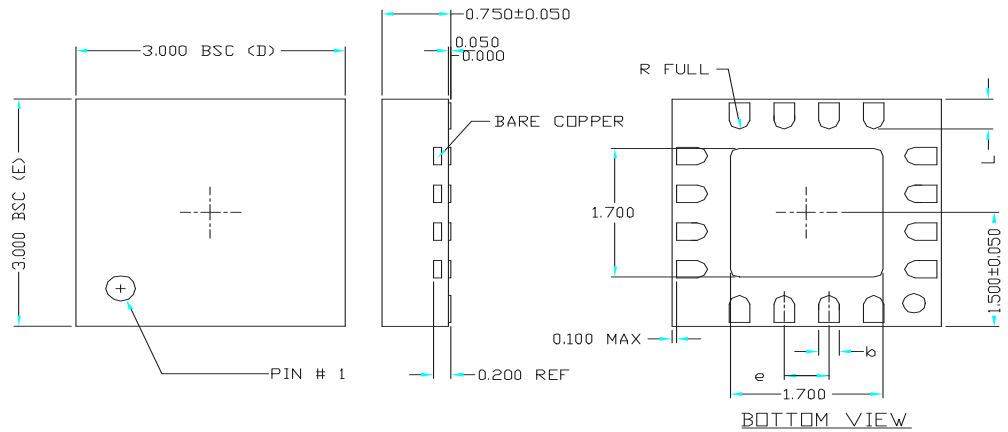 0.750±0.050
3.000 BSC (D)
0.050
0.000
R FULL
BARE COPPER
L
3.000 BSC (E)
1.700
1.500±0.050
0.100 MAX
b
PIN # 1
0.200 REF
e
1.700
BOTTOM VIEW